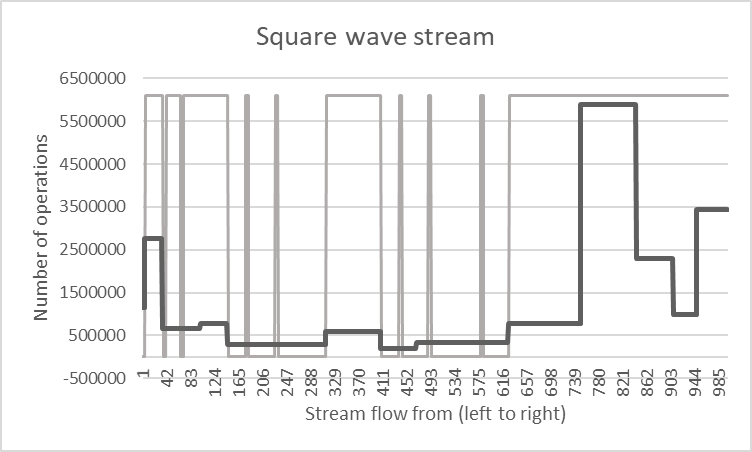 Square wave stream
Number of operations
6500000
5500000
4500000
3500000
2500000
1500000
500000
-500000
1 42 83 124 165 206 247 288 329 370 411 452 493 534 575 616 657 698 739 780 821 862 903 944 985
Stream flow from (left to right)